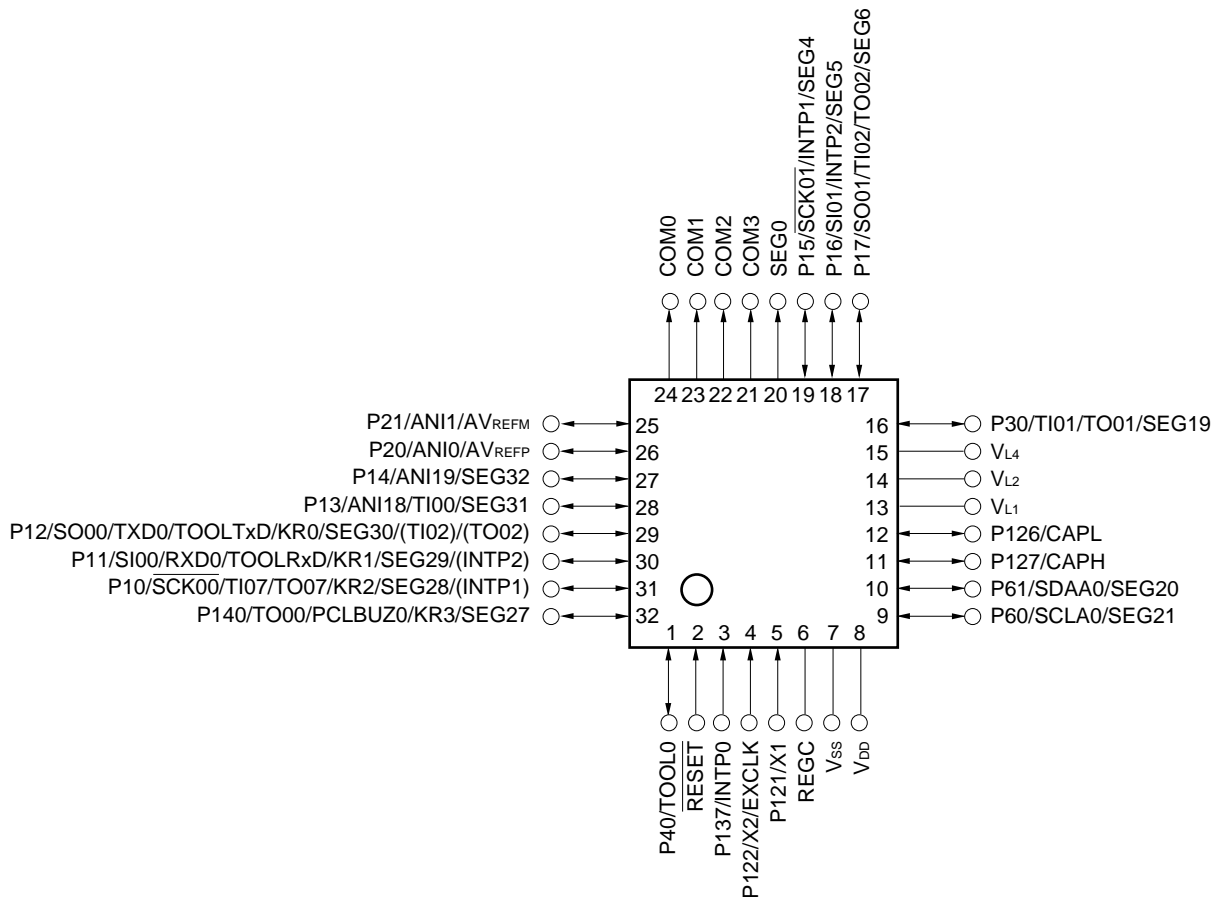 COM0
COM1
COM2
COM3
SEG0
P15/SCK01/INTP1/SEG4
P16/SI01/INTP2/SEG5
P17/SO01/TI02/TO02/SEG6
24 23 22 21 20 19 18 17
P21/ANI1/AVREFM 25
P20/ANI0/AVREFP 26
P14/ANI19/SEG32 27
P13/ANI18/TI00/SEG31 28
P12/SO00/TXD0/TOOLTxD/KR0/SEG30/(TI02)/(TO02) 29
P11/SI00/RXD0/TOOLRxD/KR1/SEG29/(INTP2) 30
P10/SCK00/TI07/TO07/KR2/SEG28/(INTP1) 31
P140/TO00/PCLBUZ0/KR3/SEG27 32
16 P30/TI01/TO01/SEG19
15 VL4
14 VL2
13 VL1
12 P126/CAPL
11 P127/CAPH
10 P61/SDAA0/SEG20
9 P60/SCLA0/SEG21
1 2 3 4 5 6 7 8
P40/TOOL0
RESET
P137/INTP0
P122/X2/EXCLK
P121/X1
REGC
VSS
VDD